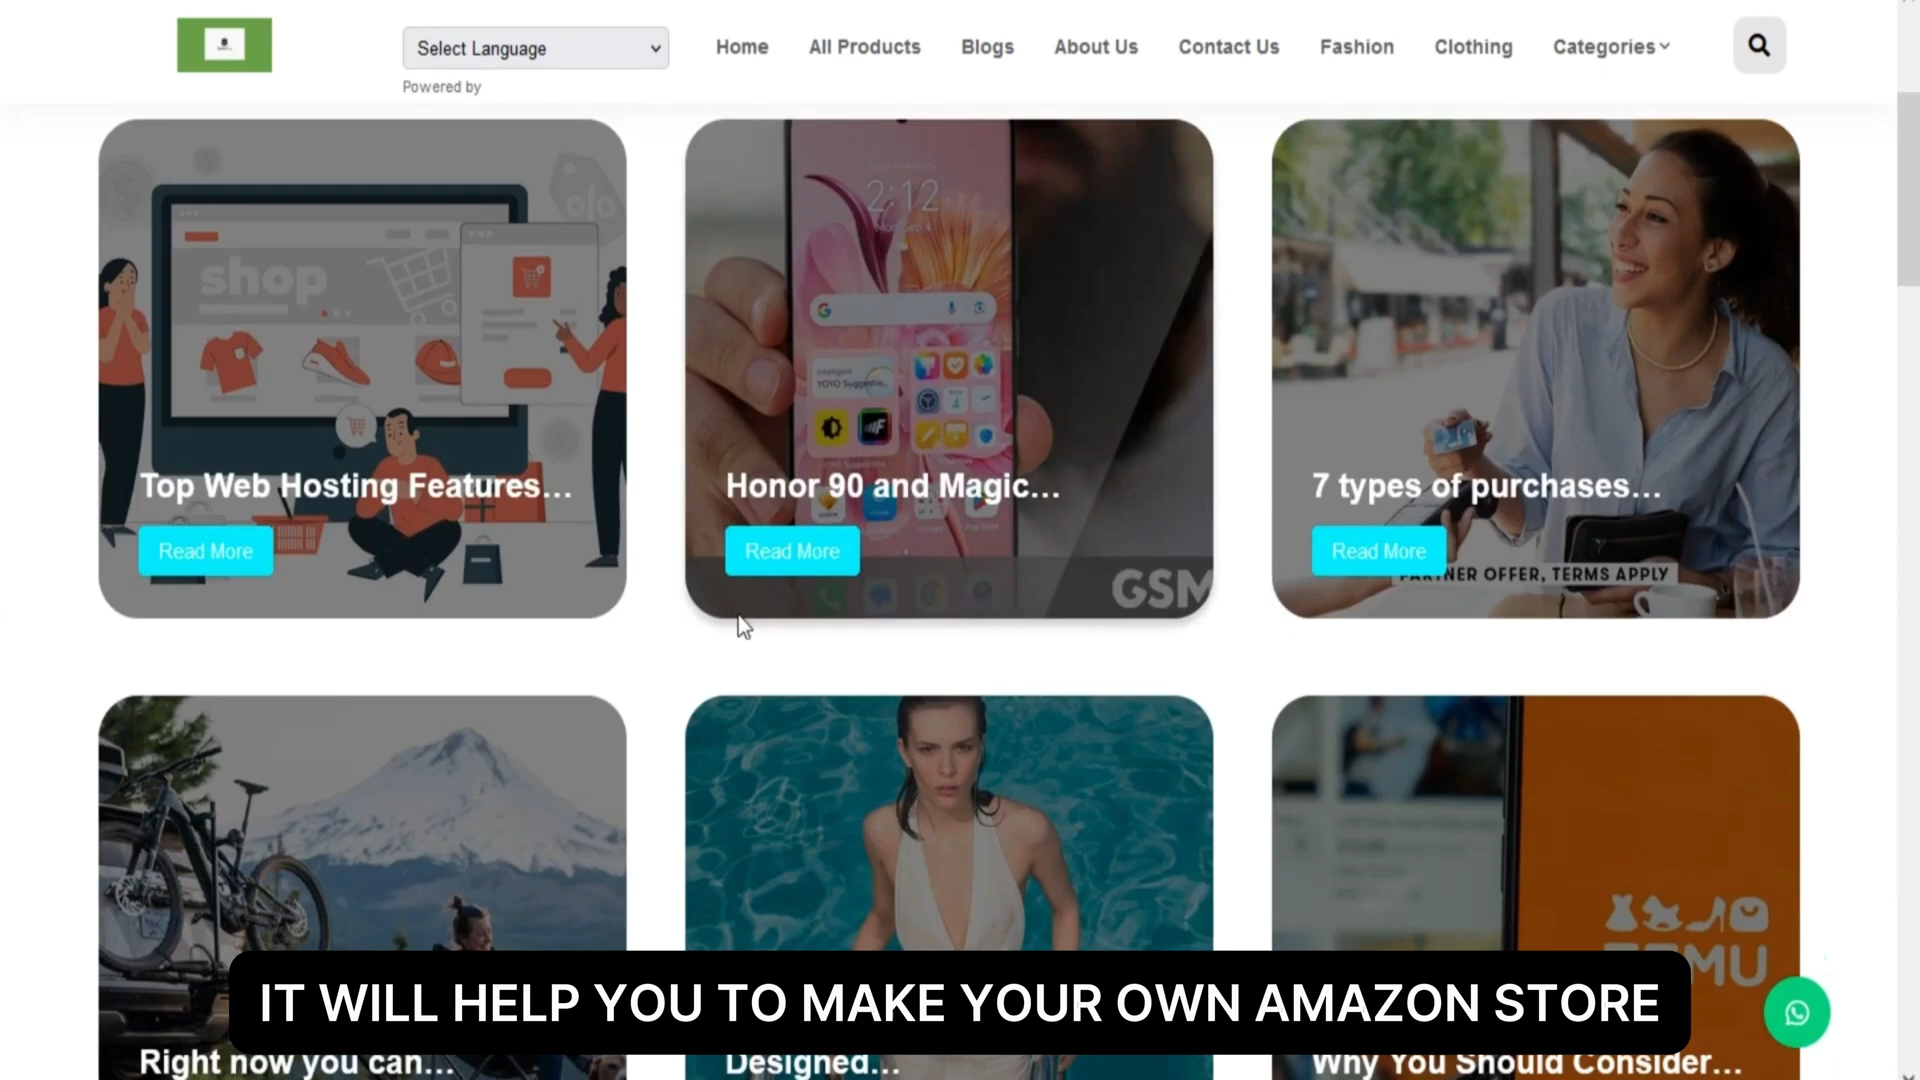 Select Language
Home
All Products
Blogs
About Us
Contact Us
Fashion
Clothing
Categories
Powered by
shop
2:12
Top Web Hosting Features...
Read More
Honor 90 and Magic...
Read More
GSM
7 types of purchases...
Read More
PARTNER OFFER, TERMS APPLY
TEMU
IT WILL HELP YOU TO MAKE YOUR OWN AMAZON STORE
Right now you can...
Designed...
Why You Should Consider...